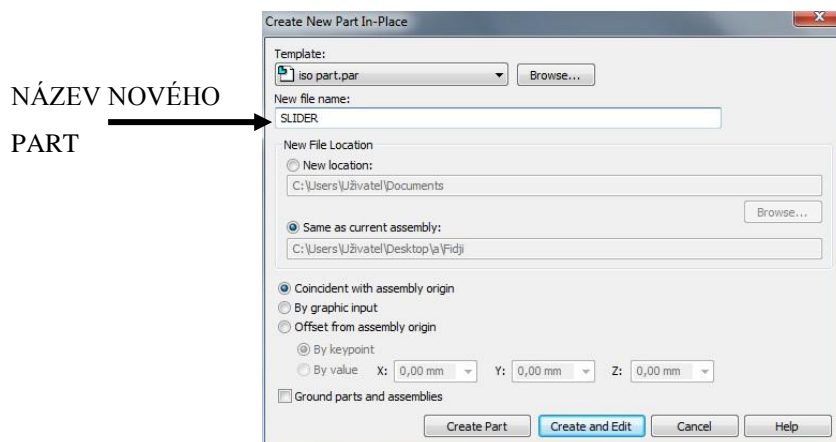 Create New Part In-Place
Template:
iso part.par
Browse...
NÁZEV NOVÉHO
PART
New file name:
SLIDER
New File Location
New location:
C:\Users\Uživatel\Documents
Browse...
Same as current assembly:
C:\Users\Uživatel\Desktop\a\Fidji
Coincident with assembly origin
By graphic input
Offset from assembly origin
By keypoint
By value X: 0,00 mm Y: 0,00 mm Z: 0,00 mm
Ground parts and assemblies
Create Part Create and Edit Cancel Help